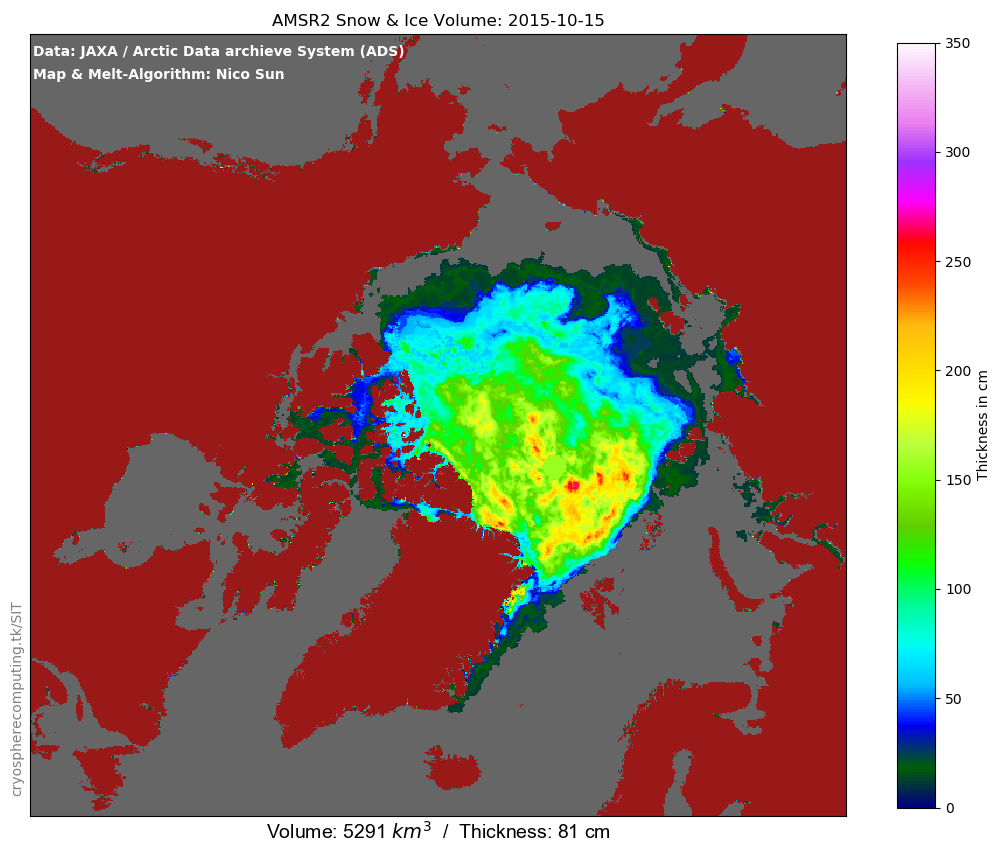 AMSR2 Snow & Ice Volume: 2015-10-15
Data: JAXA / Arctic Data archieve System (ADS)
Map & Melt-Algorithm: Nico Sun
350
300
250
200
150
100
50
0
Thickness in cm
cryospherecomputing.tk/SIT
Volume: 5291 km³ / Thickness: 81 cm